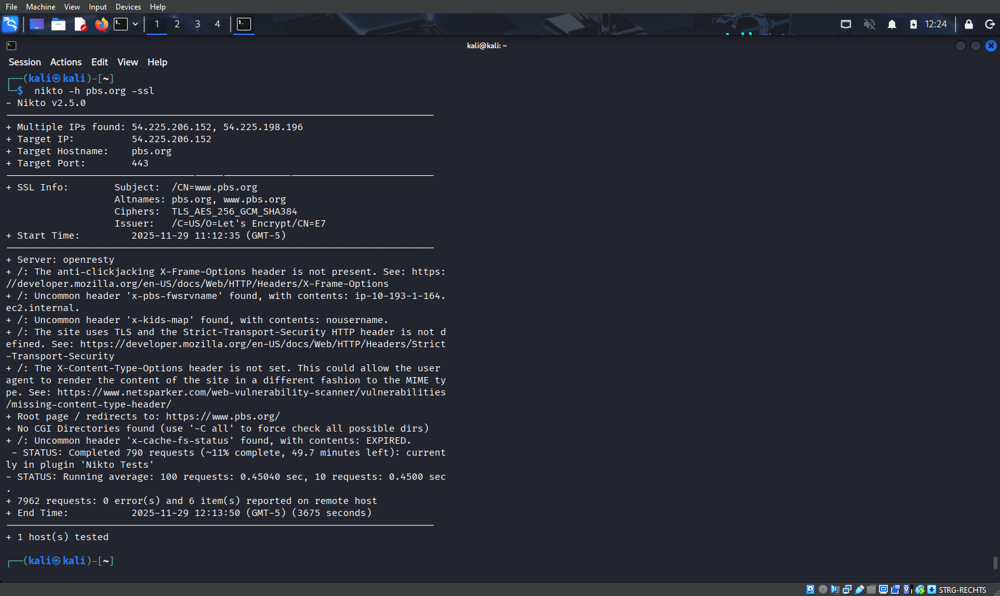 File Machine View Input Devices Help
1 2 3 4 12:24
kali@kali: ~
Session Actions Edit View Help
┌──(kali㉿kali)-[~]
└─$ nikto -h pbs.org -ssl
- Nikto v2.5.0
---------------------------------------------------------------------------
+ Multiple IPs found: 54.225.206.152, 54.225.198.196
+ Target IP: 54.225.206.152
+ Target Hostname: pbs.org
+ Target Port: 443
---------------------------------------------------------------------------
+ SSL Info: Subject: /CN=www.pbs.org
Altnames: pbs.org, www.pbs.org
Ciphers: TLS_AES_256_GCM_SHA384
Issuer: /C=US/O=Let's Encrypt/CN=E7
+ Start Time: 2025-11-29 11:12:35 (GMT-5)
---------------------------------------------------------------------------
+ Server: openresty
+ /: The anti-clickjacking X-Frame-Options header is not present. See: https:
//developer.mozilla.org/en-US/docs/Web/HTTP/Headers/X-Frame-Options
+ /: Uncommon header 'x-pbs-fwsrvname' found, with contents: ip-10-193-1-164.
ec2.internal.
+ /: Uncommon header 'x-kids-map' found, with contents: nousername.
+ /: The site uses TLS and the Strict-Transport-Security HTTP header is not d
efined. See: https://developer.mozilla.org/en-US/docs/Web/HTTP/Headers/Strict
-Transport-Security
+ /: The X-Content-Type-Options header is not set. This could allow the user
agent to render the content of the site in a different fashion to the MIME ty
pe. See: https://www.netsparker.com/web-vulnerability-scanner/vulnerabilities
/missing-content-type-header/
+ Root page / redirects to: https://www.pbs.org/
+ No CGI Directories found (use '-C all' to force check all possible dirs)
+ /: Uncommon header 'x-cache-fs-status' found, with contents: EXPIRED.
- STATUS: Completed 790 requests (~11% complete, 49.7 minutes left): current
ly in plugin 'Nikto Tests'
- STATUS: Running average: 100 requests: 0.45040 sec, 10 requests: 0.4500 sec
.
+ 7962 requests: 0 error(s) and 6 item(s) reported on remote host
+ End Time: 2025-11-29 12:13:50 (GMT-5) (3675 seconds)
---------------------------------------------------------------------------
+ 1 host(s) tested
┌──(kali㉿kali)-[~]
STRG-RECHTS